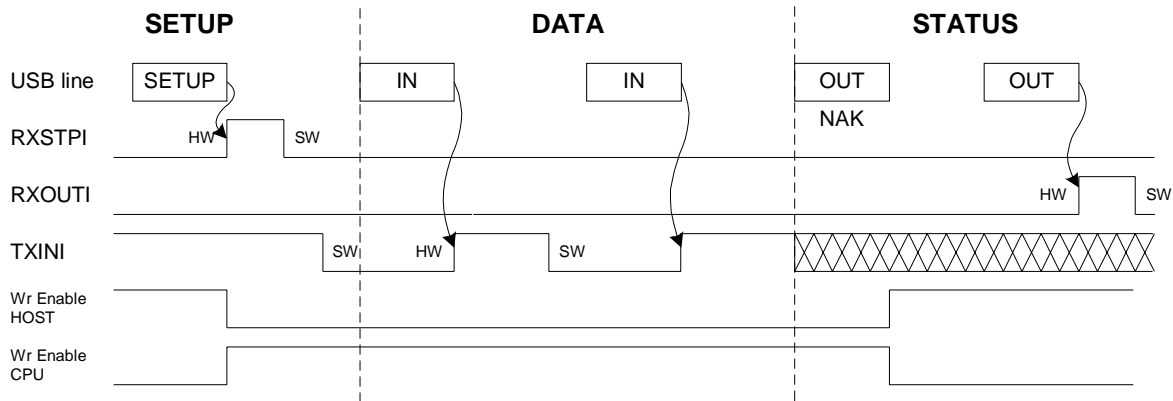 SETUP DATA STATUS
USB line SETUP IN IN OUT OUT
NAK
RXSTPI HW SW
RXOUTI HW SW
TXINI SW HW SW
Wr Enable
HOST
Wr Enable
CPU